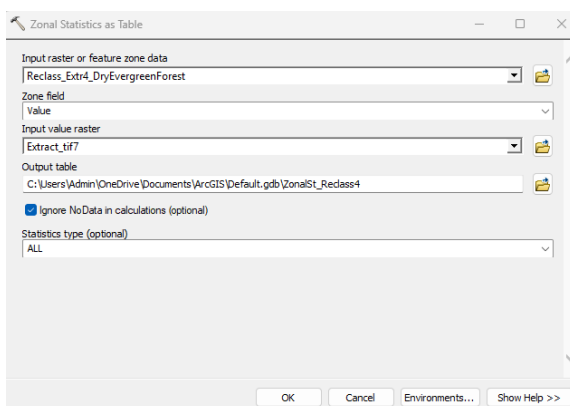 Zonal Statistics as Table
Input raster or feature zone data
Reclass_Extr4_DryEvergreenForest
Zone field
Value
Input value raster
Extract_tif7
Output table
C:\Users\Admin\OneDrive\Documents\ArcGIS\Default.gdb\ZonalSt_Reclass4
Ignore NoData in calculations (optional)
Statistics type (optional)
ALL
OK Cancel Environments... Show Help >>